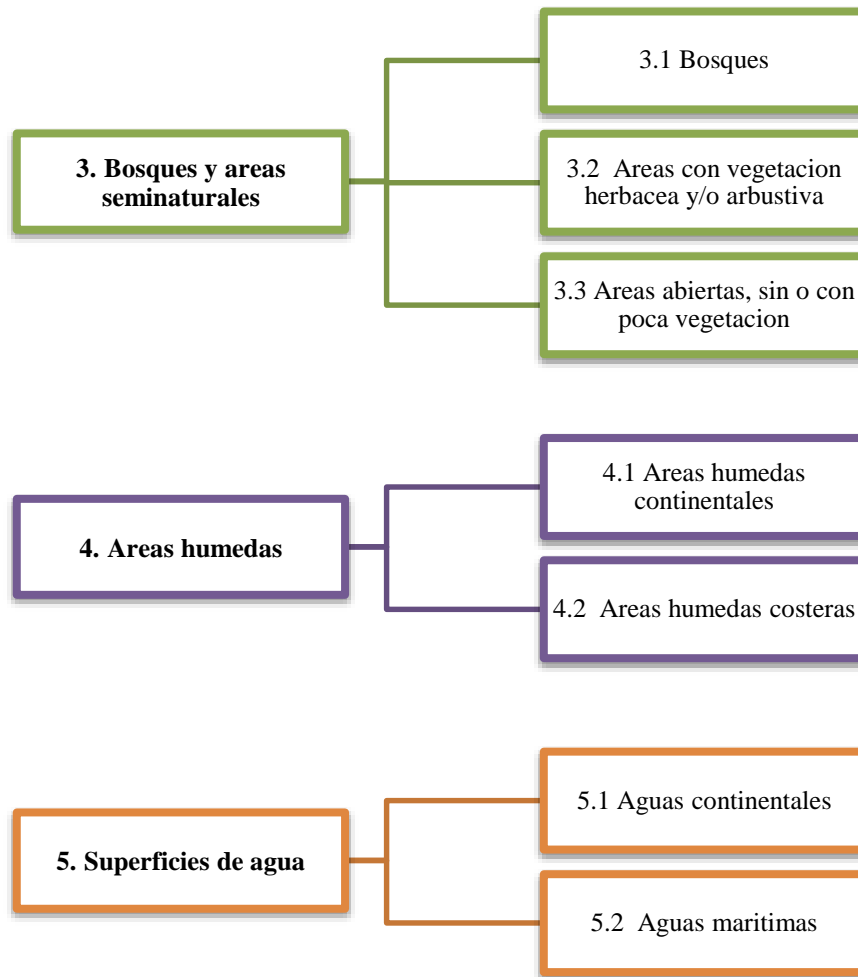 3. Bosques y areas
seminaturales
3.1 Bosques
3.2 Areas con vegetacion
herbacea y/o arbustiva
3.3 Areas abiertas, sin o con
poca vegetacion
4. Areas humedas
4.1 Areas humedas
continentales
4.2 Areas humedas costeras
5. Superficies de agua
5.1 Aguas continentales
5.2 Aguas maritimas